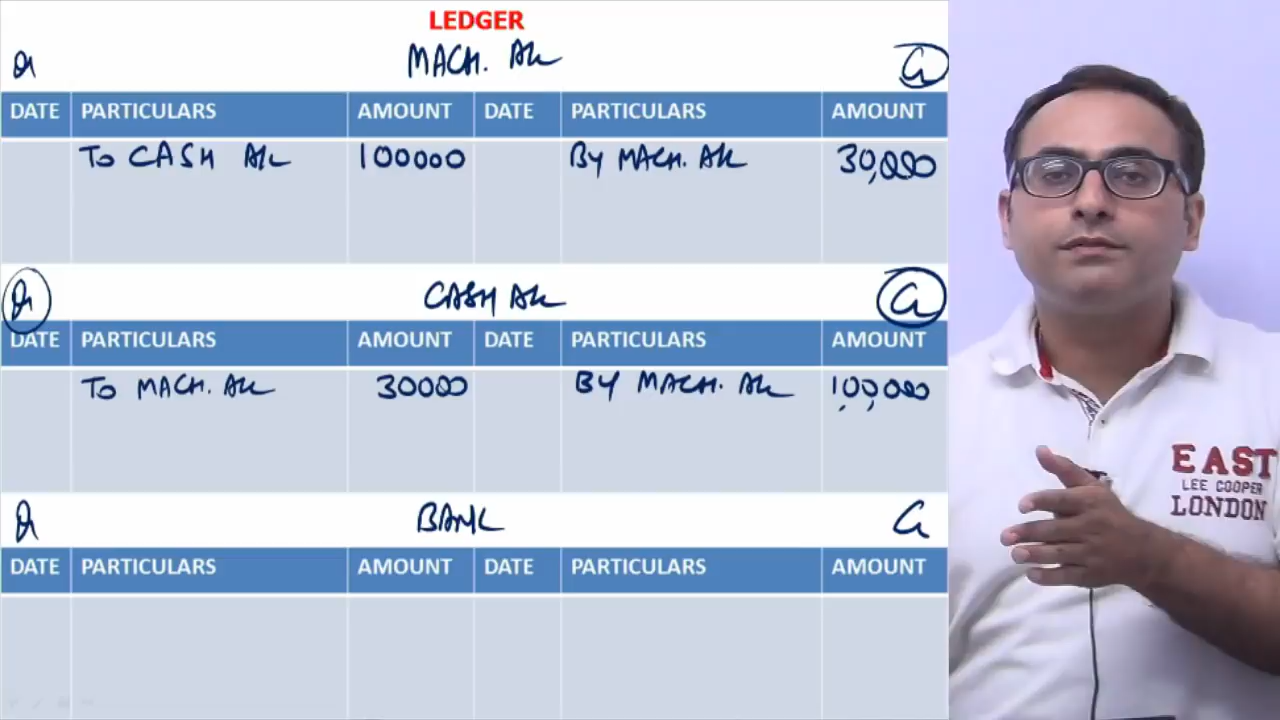 LEDGER
Dr MACH. A/c Cr
DATE PARTICULARS AMOUNT DATE PARTICULARS AMOUNT
To CASH A/c 100000 By MACH. A/c 30,000
Dr CASH A/c Cr
DATE PARTICULARS AMOUNT DATE PARTICULARS AMOUNT
To MACH. A/c 30000 BY MACH. A/c 1,00,000
Dr BANK Cr
DATE PARTICULARS AMOUNT DATE PARTICULARS AMOUNT
EAST
LEE COOPER
LONDON